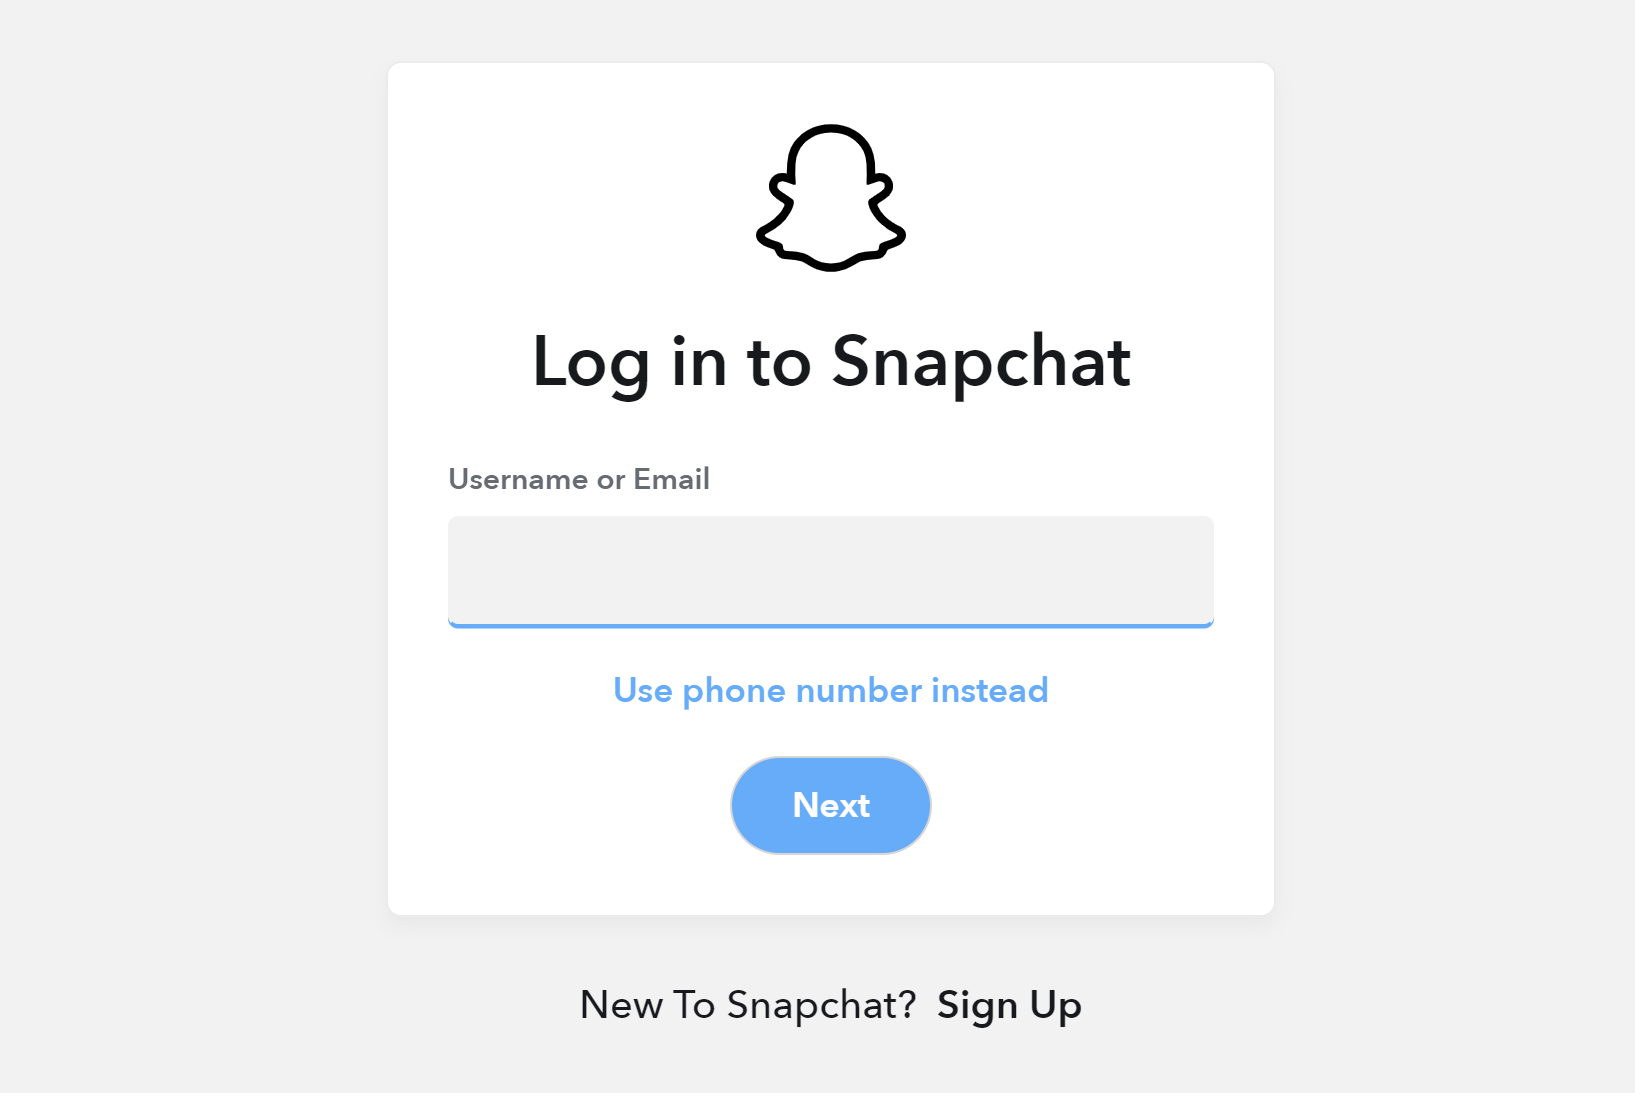 Log in to Snapchat
Username or Email
Use phone number instead
Next
New To Snapchat? Sign Up